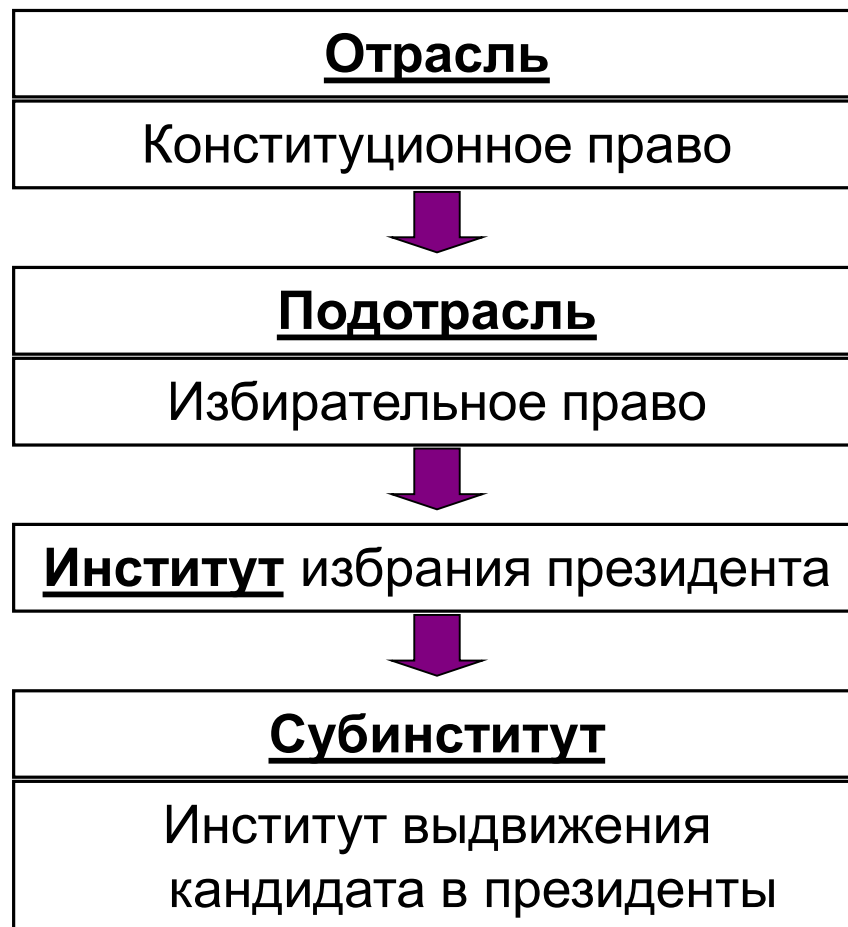 Отрасль
Конституционное право
Подотрасль
Избирательное право
Институт избрания президента
Субинститут
Институт выдвижения
кандидата в президенты